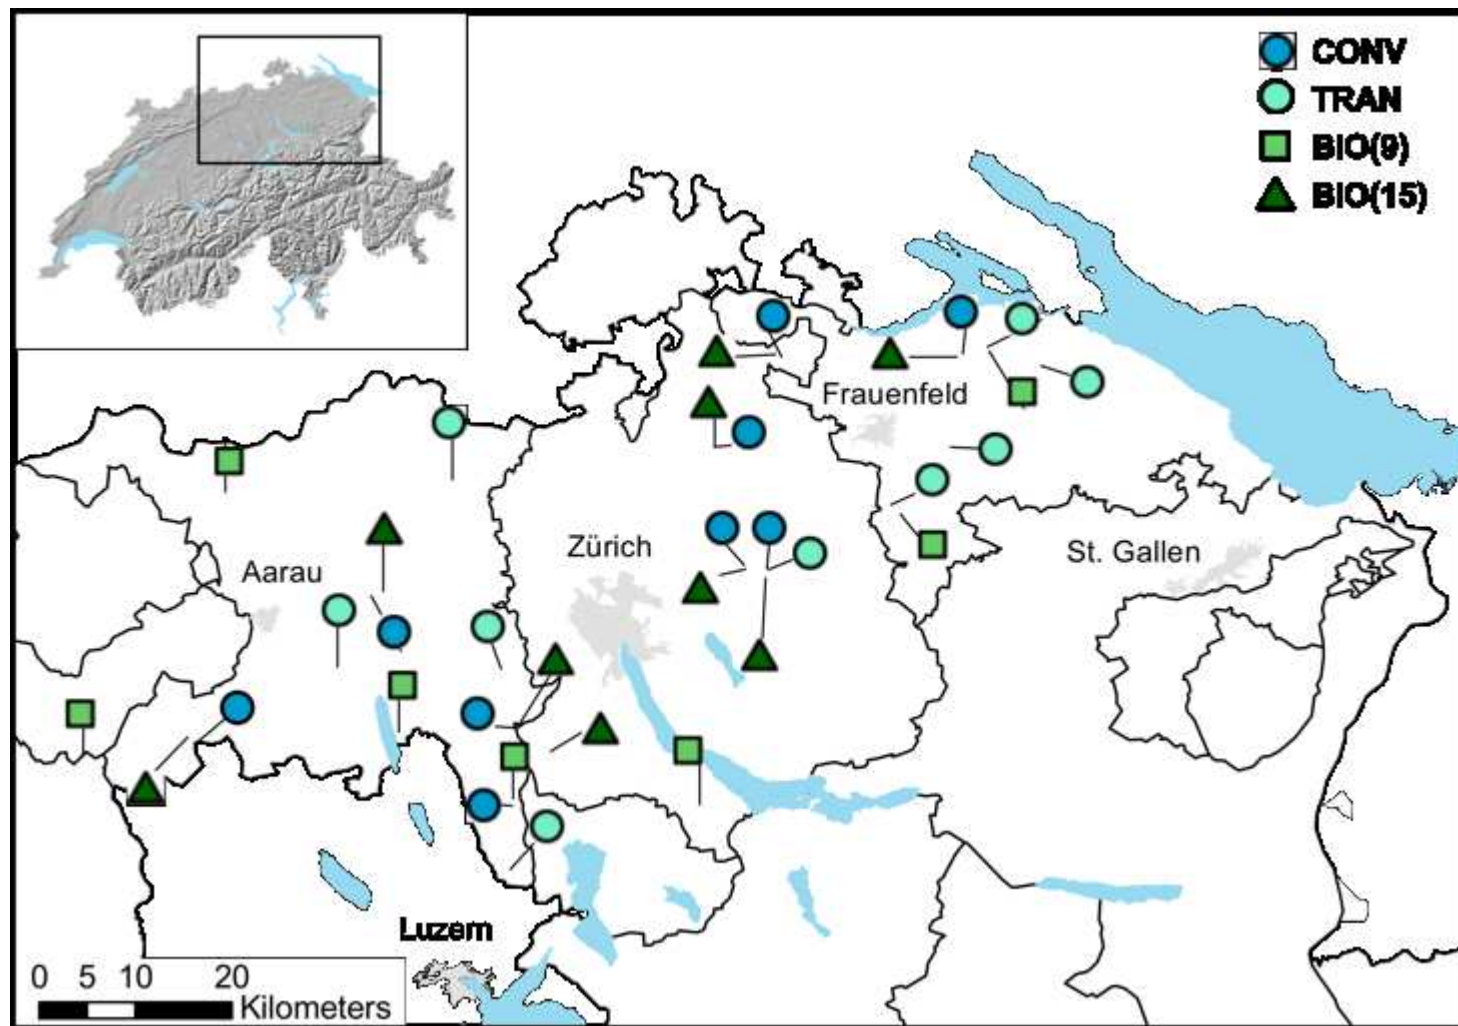 CONV
TRAN
BIO(9)
BIO(15)
Frauenfeld
Zürich
St. Gallen
Aarau
Luzern
0 5 10 20
Kilometers